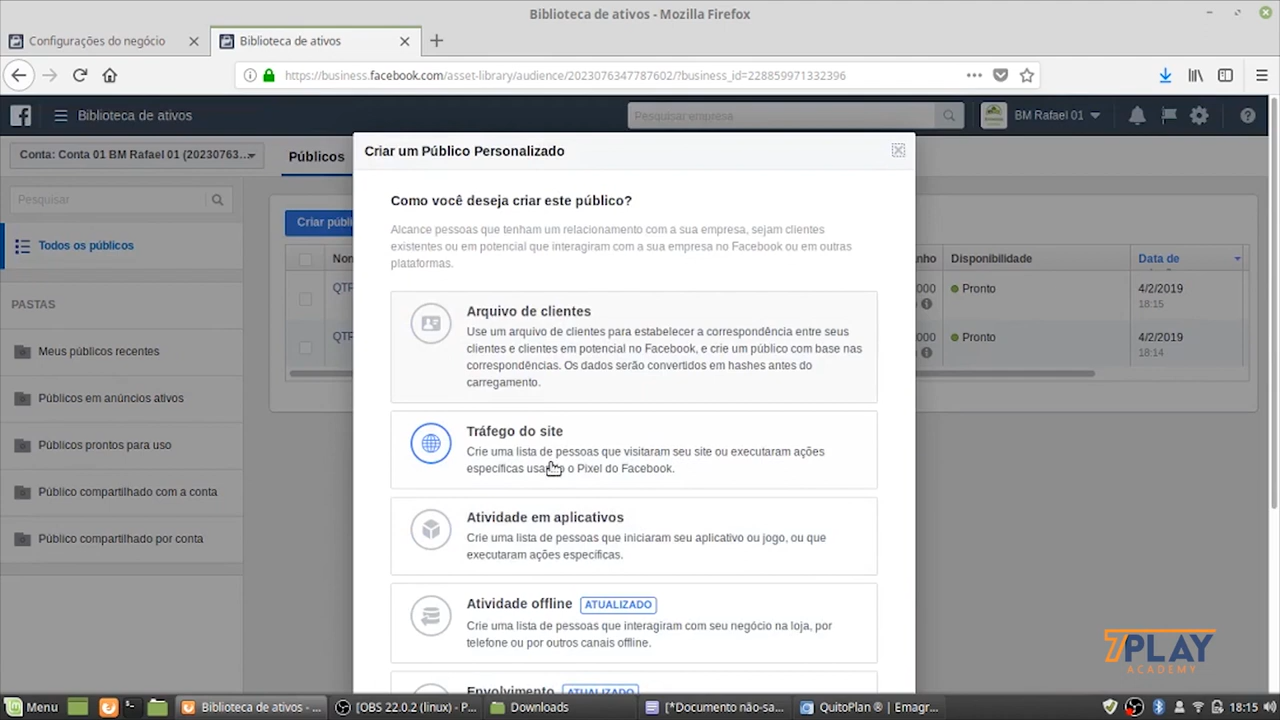 Biblioteca de ativos - Mozilla Firefox
Configurações do negócio
Biblioteca de ativos
https://business.facebook.com/asset-library/audience/2023076347787602/?business_id=228859971332396
Biblioteca de ativos
Pesquisar empresa
BM Rafael 01
Conta: Conta 01 BM Rafael 01 (20230763...
Públicos
Criar um Público Personalizado
Pesquisar
Como você deseja criar este público?
Criar públi
Alcance pessoas que tenham um relacionamento com a sua empresa, sejam clientes
existentes ou em potencial que interagiram com a sua empresa no Facebook ou em outras
plataformas.
Todos os públicos
Disponibilidade
Data de
PASTAS
QTP
000
Pronto
4/2/2019
18:15
QTP
000
Pronto
4/2/2019
18:14
Arquivo de clientes
Use um arquivo de clientes para estabelecer a correspondência entre seus
clientes e clientes em potencial no Facebook, e crie um público com base nas
correspondências. Os dados serão convertidos em hashes antes do
carregamento.
Meus públicos recentes
Públicos em anúncios ativos
Públicos prontos para uso
Público compartilhado com a conta
Público compartilhado por conta
Tráfego do site
Crie uma lista de pessoas que visitaram seu site ou executaram ações
específicas o Pixel do Facebook.
Atividade em aplicativos
Crie uma lista de pessoas que iniciaram seu aplicativo ou jogo, ou que
executaram ações específicas.
Atividade offline ATUALIZADO
Crie uma lista de pessoas que interagiram com seu negócio na loja, por
telefone ou por outros canais offline.
Envolvimento ATUALIZADO
7PLAY
ACADEMY
Menu
Biblioteca de ativos - ...
[OBS 22.0.2 (linux) - P...
Downloads
[*Documento não-sa...
QuitoPlan ® | Emagr...
18:15